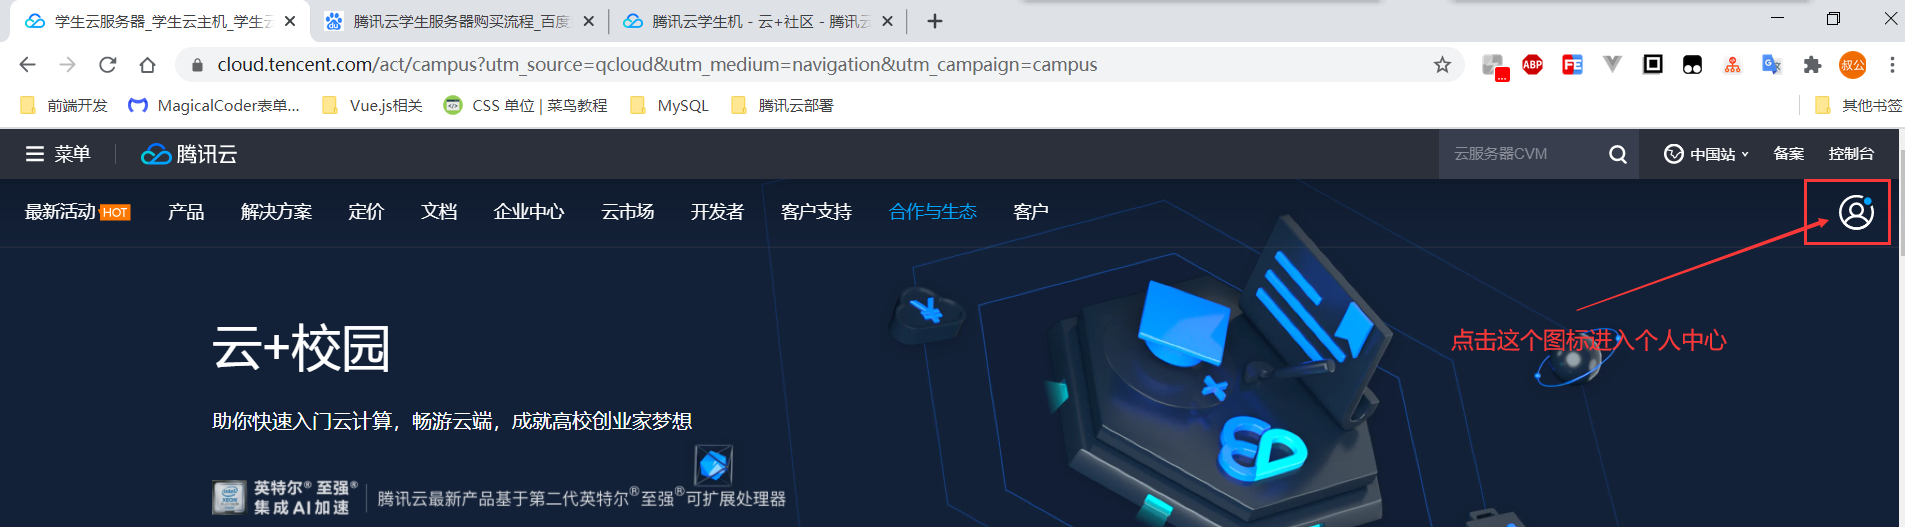 学生云服务器_学生云主机_学生云
腾讯云学生服务器购买流程_百度
腾讯云学生机 - 云+社区 - 腾讯云
cloud.tencent.com/act/campus?utm_source=qcloud&utm_medium=navigation&utm_campaign=campus
ABP
FE
叔公
前端开发
MagicalCoder表单...
Vue.js相关
CSS 单位 | 菜鸟教程
MySQL
腾讯云部署
其他书签
菜单
腾讯云
云服务器CVM
中国站
备案
控制台
最新活动 HOT
产品
解决方案
定价
文档
企业中心
云市场
开发者
客户支持
合作与生态
客户
点击这个图标进入个人中心
云+校园
助你快速入门云计算，畅游云端，成就高校创业家梦想
英特尔® 至强®
集成 AI 加速
腾讯云最新产品基于第二代英特尔®至强®可扩展处理器